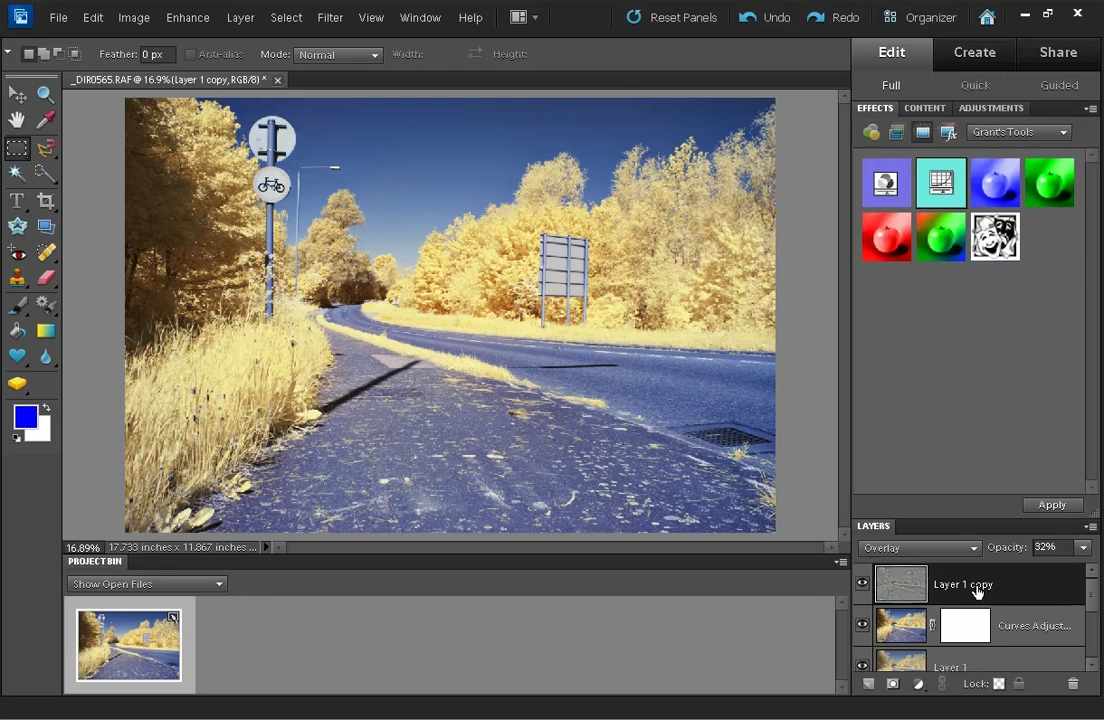 File Edit Image Enhance Layer Select Filter View Window Help Reset Panels Undo Redo Organizer
Feather: 0 px Anti-alias Mode: Normal Width: Height:
Edit Create Share
_DIR0565.RAF @ 16.9%(Layer 1 copy, RGB/8) *
Full Quick Guided
EFFECTS CONTENT ADJUSTMENTS
Grant's Tools
Apply
LAYERS
Overlay Opacity: 32%
Layer 1 copy
Curves Adjust...
Layer 1
Lock:
16.89% 17.733 inches x 11.867 inches ...
PROJECT BIN
Show Open Files